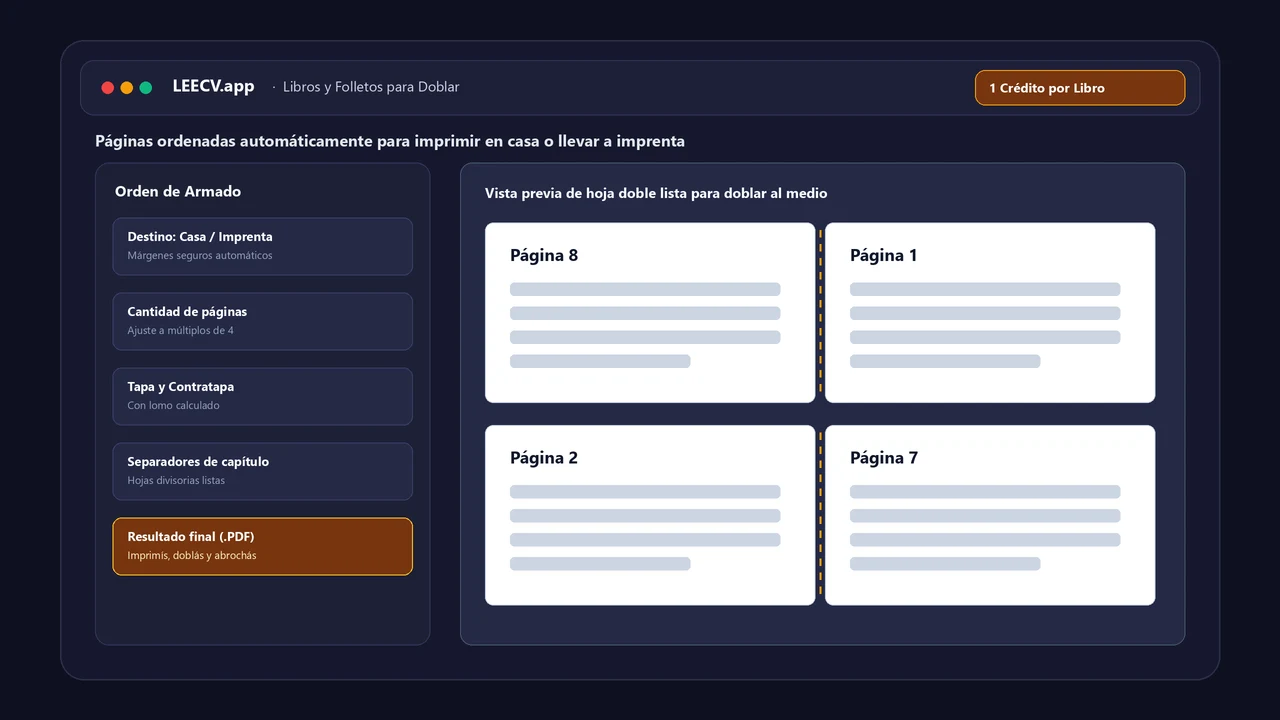 LEECV.app · Libros y Folletos para Doblar
1 Crédito por Libro
Páginas ordenadas automáticamente para imprimir en casa o llevar a imprenta
Orden de Armado
Destino: Casa / Imprenta
Márgenes seguros automáticos
Cantidad de páginas
Ajuste a múltiplos de 4
Tapa y Contratapa
Con lomo calculado
Separadores de capítulo
Hojas divisorias listas
Resultado final (.PDF)
Imprimís, doblás y abrochás
Vista previa de hoja doble lista para doblar al medio
Página 8
Página 1
Página 2
Página 7